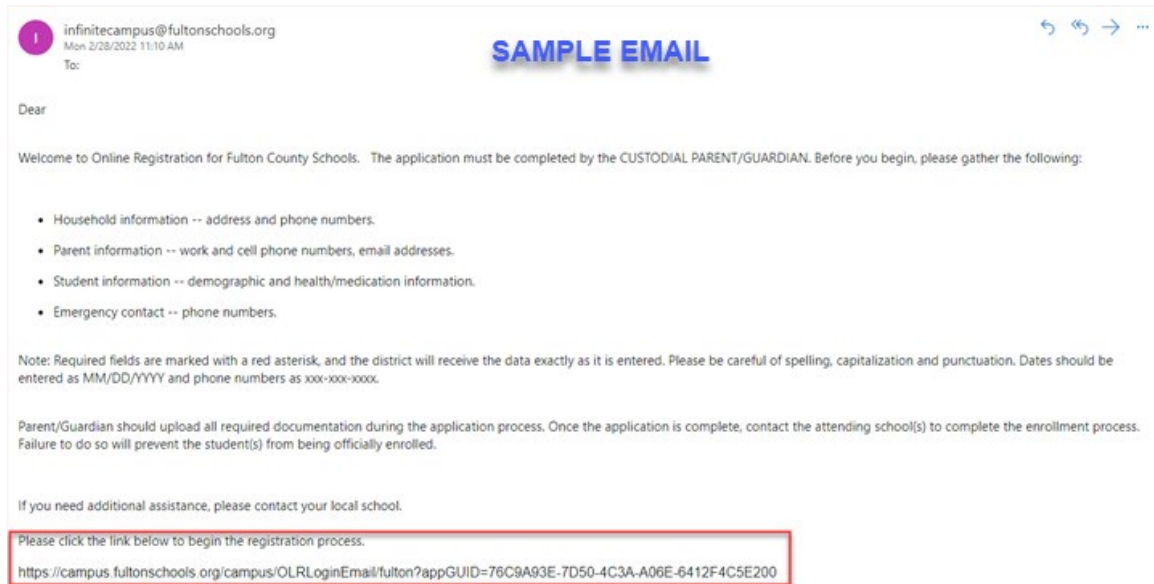 I
infinitecampus@fultonschools.org
Mon 2/28/2022 11:10 AM
To:
SAMPLE EMAIL
Dear
Welcome to Online Registration for Fulton County Schools. The application must be completed by the CUSTODIAL PARENT/GUARDIAN. Before you begin, please gather the following:
• Household information -- address and phone numbers.
• Parent information -- work and cell phone numbers, email addresses.
• Student information -- demographic and health/medication information.
• Emergency contact -- phone numbers.
Note: Required fields are marked with a red asterisk, and the district will receive the data exactly as it is entered. Please be careful of spelling, capitalization and punctuation. Dates should be
entered as MM/DD/YYYY and phone numbers as xxx-xxx-xxxx.
Parent/Guardian should upload all required documentation during the application process. Once the application is complete, contact the attending school(s) to complete the enrollment process.
Failure to do so will prevent the student(s) from being officially enrolled.
If you need additional assistance, please contact your local school.
Please click the link below to begin the registration process.
https://campus.fultonschools.org/campus/OLRLoginEmail/fulton?appGUID=76C9A93E-7D50-4C3A-A06E-6412F4C5E200